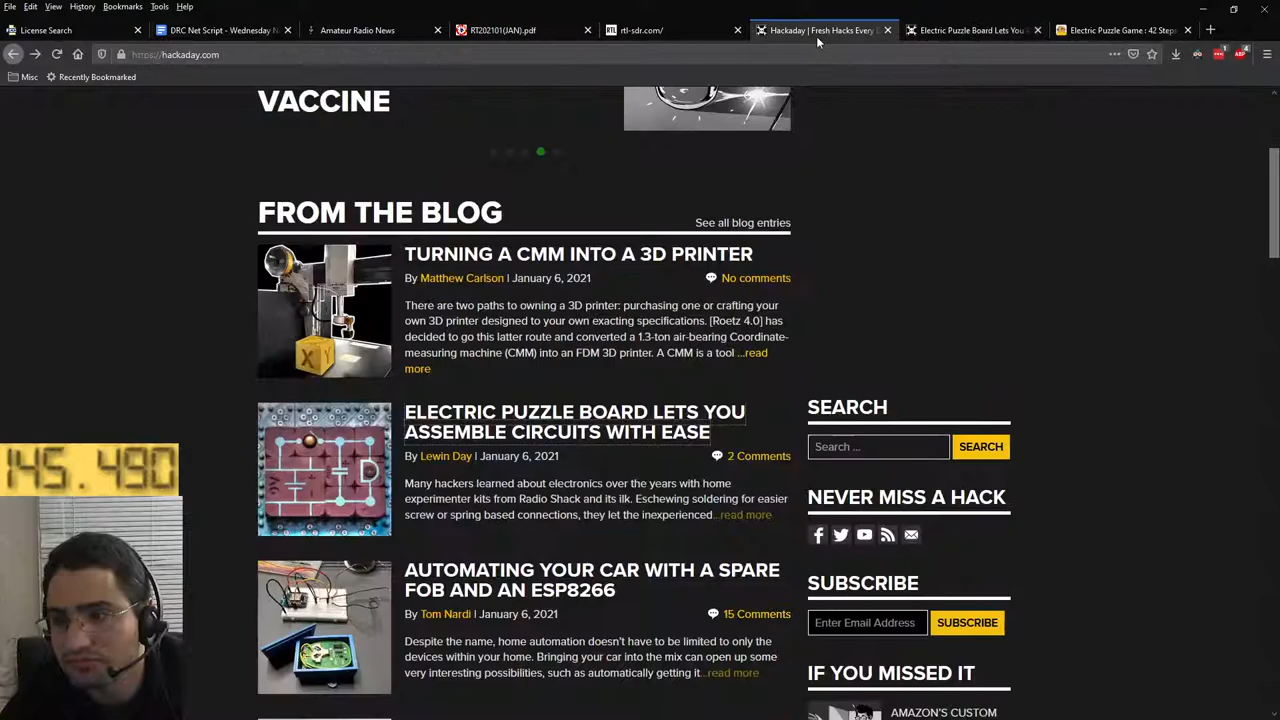 File Edit View History Bookmarks Tools Help
License Search
DRC Net Script - Wednesday N
Amateur Radio News
RT202101(JAN).pdf
rtl-sdr.com/
Hackaday | Fresh Hacks Every
Electric Puzzle Board Lets You
Electric Puzzle Game : 42 Steps
https://hackaday.com
Misc
Recently Bookmarked
VACCINE
FROM THE BLOG
See all blog entries
TURNING A CMM INTO A 3D PRINTER
By Matthew Carlson | January 6, 2021
No comments
There are two paths to owning a 3D printer: purchasing one or crafting your
own 3D printer designed to your own exacting specifications. [Roetz 4.0] has
decided to go this latter route and converted a 1.3-ton air-bearing Coordinate-
measuring machine (CMM) into an FDM 3D printer. A CMM is a tool ...read
more
X Y
ELECTRIC PUZZLE BOARD LETS YOU
ASSEMBLE CIRCUITS WITH EASE
By Lewin Day | January 6, 2021
2 Comments
Many hackers learned about electronics over the years with home
experimenter kits from Radio Shack and its ilk. Eschewing soldering for easier
screw or spring based connections, they let the inexperienced...read more
9V
D
AUTOMATING YOUR CAR WITH A SPARE
FOB AND AN ESP8266
By Tom Nardi | January 6, 2021
15 Comments
Despite the name, home automation doesn't have to be limited to only the
devices within your home. Bringing your car into the mix can open up some
very interesting possibilities, such as automatically getting it...read more
SEARCH
Search ...
SEARCH
NEVER MISS A HACK
SUBSCRIBE
Enter Email Address
SUBSCRIBE
IF YOU MISSED IT
AMAZON'S CUSTOM
145.490